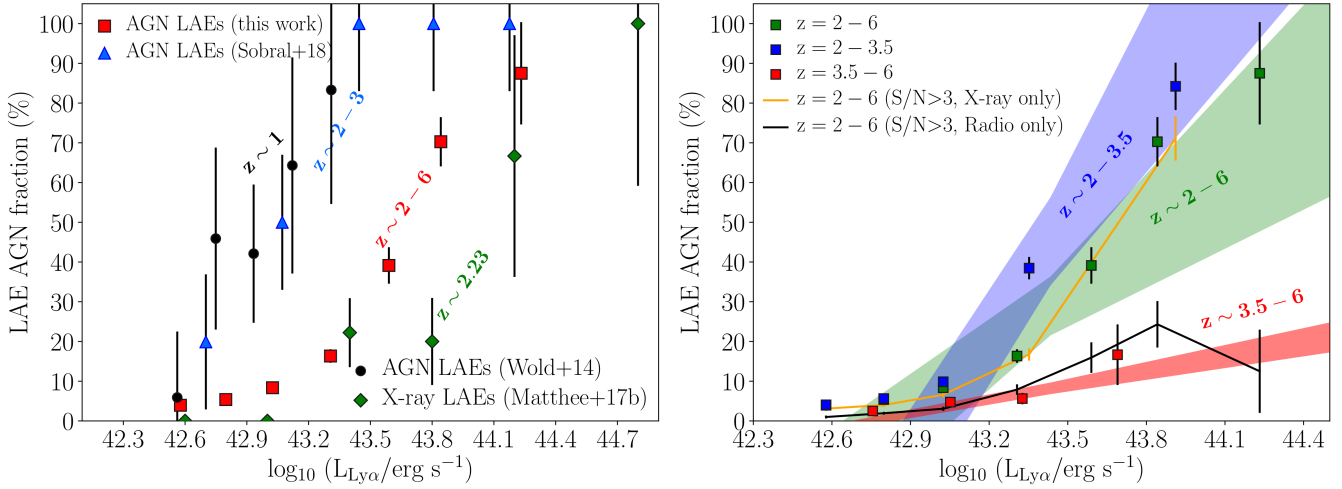 LAE AGN fraction (%)
100
90
80
70
60
50
40
30
20
10
0
AGN LAEs (this work)
AGN LAEs (Sobral+18)
z ∼ 1
z ∼ 2 − 3
z ∼ 2 − 6
z ∼ 2.23
AGN LAEs (Wold+14)
X-ray LAEs (Matthee+17b)
42.3 42.6 42.9 43.2 43.5 43.8 44.1 44.4 44.7
log₁₀ (L_Lyα/erg s⁻¹)
LAE AGN fraction (%)
100
90
80
70
60
50
40
30
20
10
0
z = 2 − 6
z = 2 − 3.5
z = 3.5 − 6
z = 2 − 6 (S/N>3, X-ray only)
z = 2 − 6 (S/N>3, Radio only)
z ∼ 2 − 3.5
z ∼ 2 − 6
z ∼ 3.5 − 6
42.3 42.6 42.9 43.2 43.5 43.8 44.1 44.4
log₁₀ (L_Lyα/erg s⁻¹)